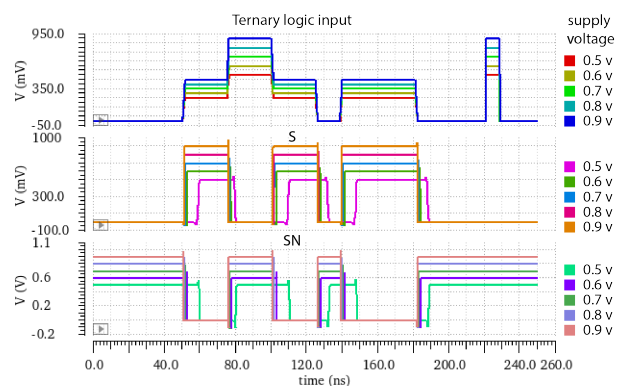 Ternary logic input
supply
voltage
950.0
350.0
-50.0
V (mV)
0.5 v
0.6 v
0.7 v
0.8 v
0.9 v
S
1000
300.0
-100.0
V (mV)
0.5 v
0.6 v
0.7 v
0.8 v
0.9 v
SN
1.1
0.6
0.2
-0.2
V (V)
0.5 v
0.6 v
0.7 v
0.8 v
0.9 v
0.0 40.0 80.0 120.0 160.0 200.0 240.0 260.0
time (ns)